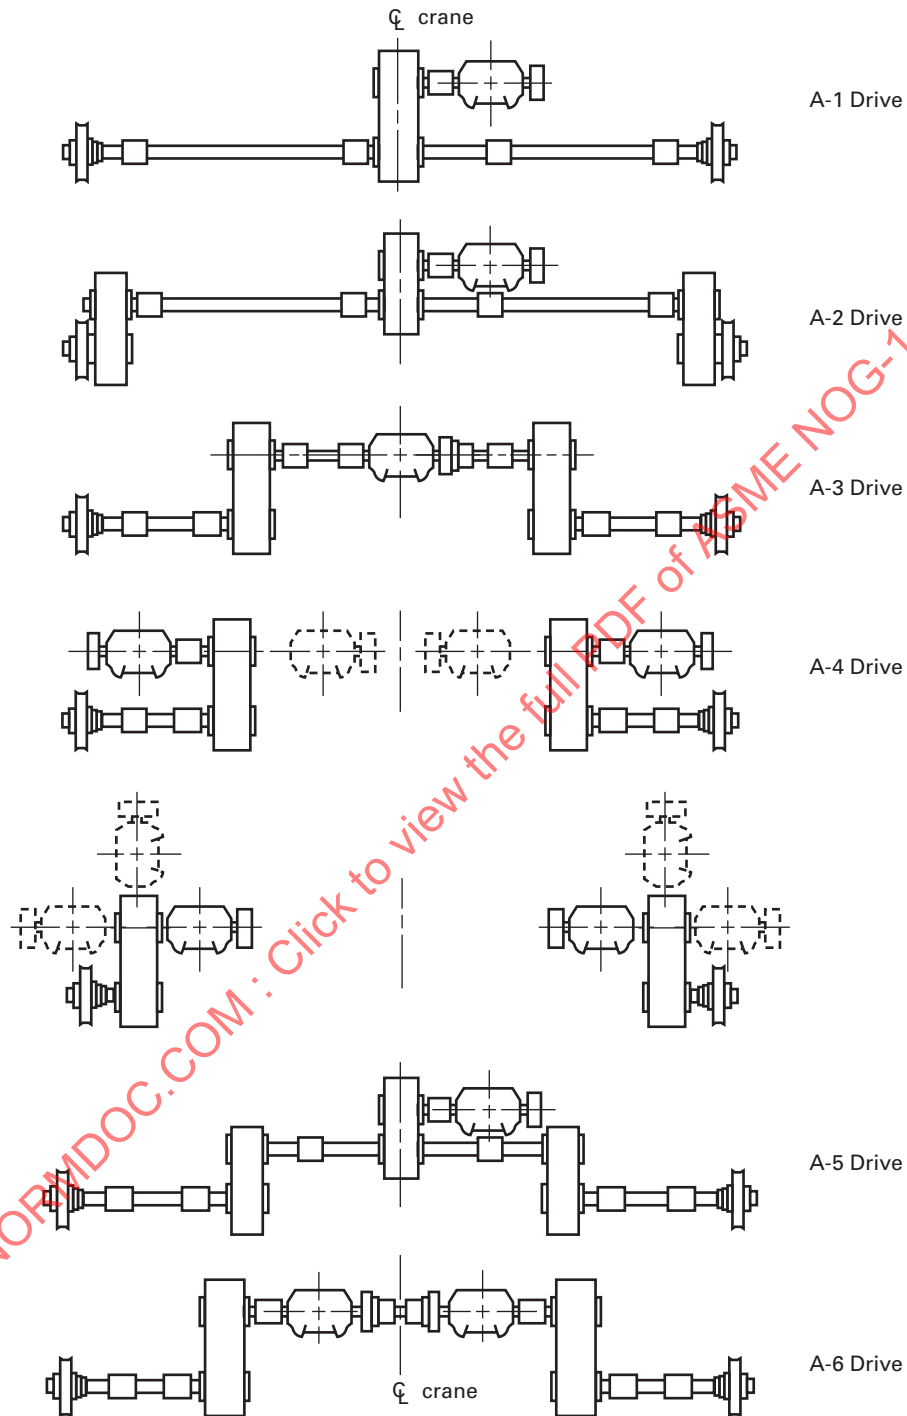 ℄ crane
A-1 Drive
A-2 Drive
A-3 Drive
A-4 Drive
A-5 Drive
A-6 Drive
℄ crane
NORMDOC.COM : Click to view the full PDF of ASME NOG-1